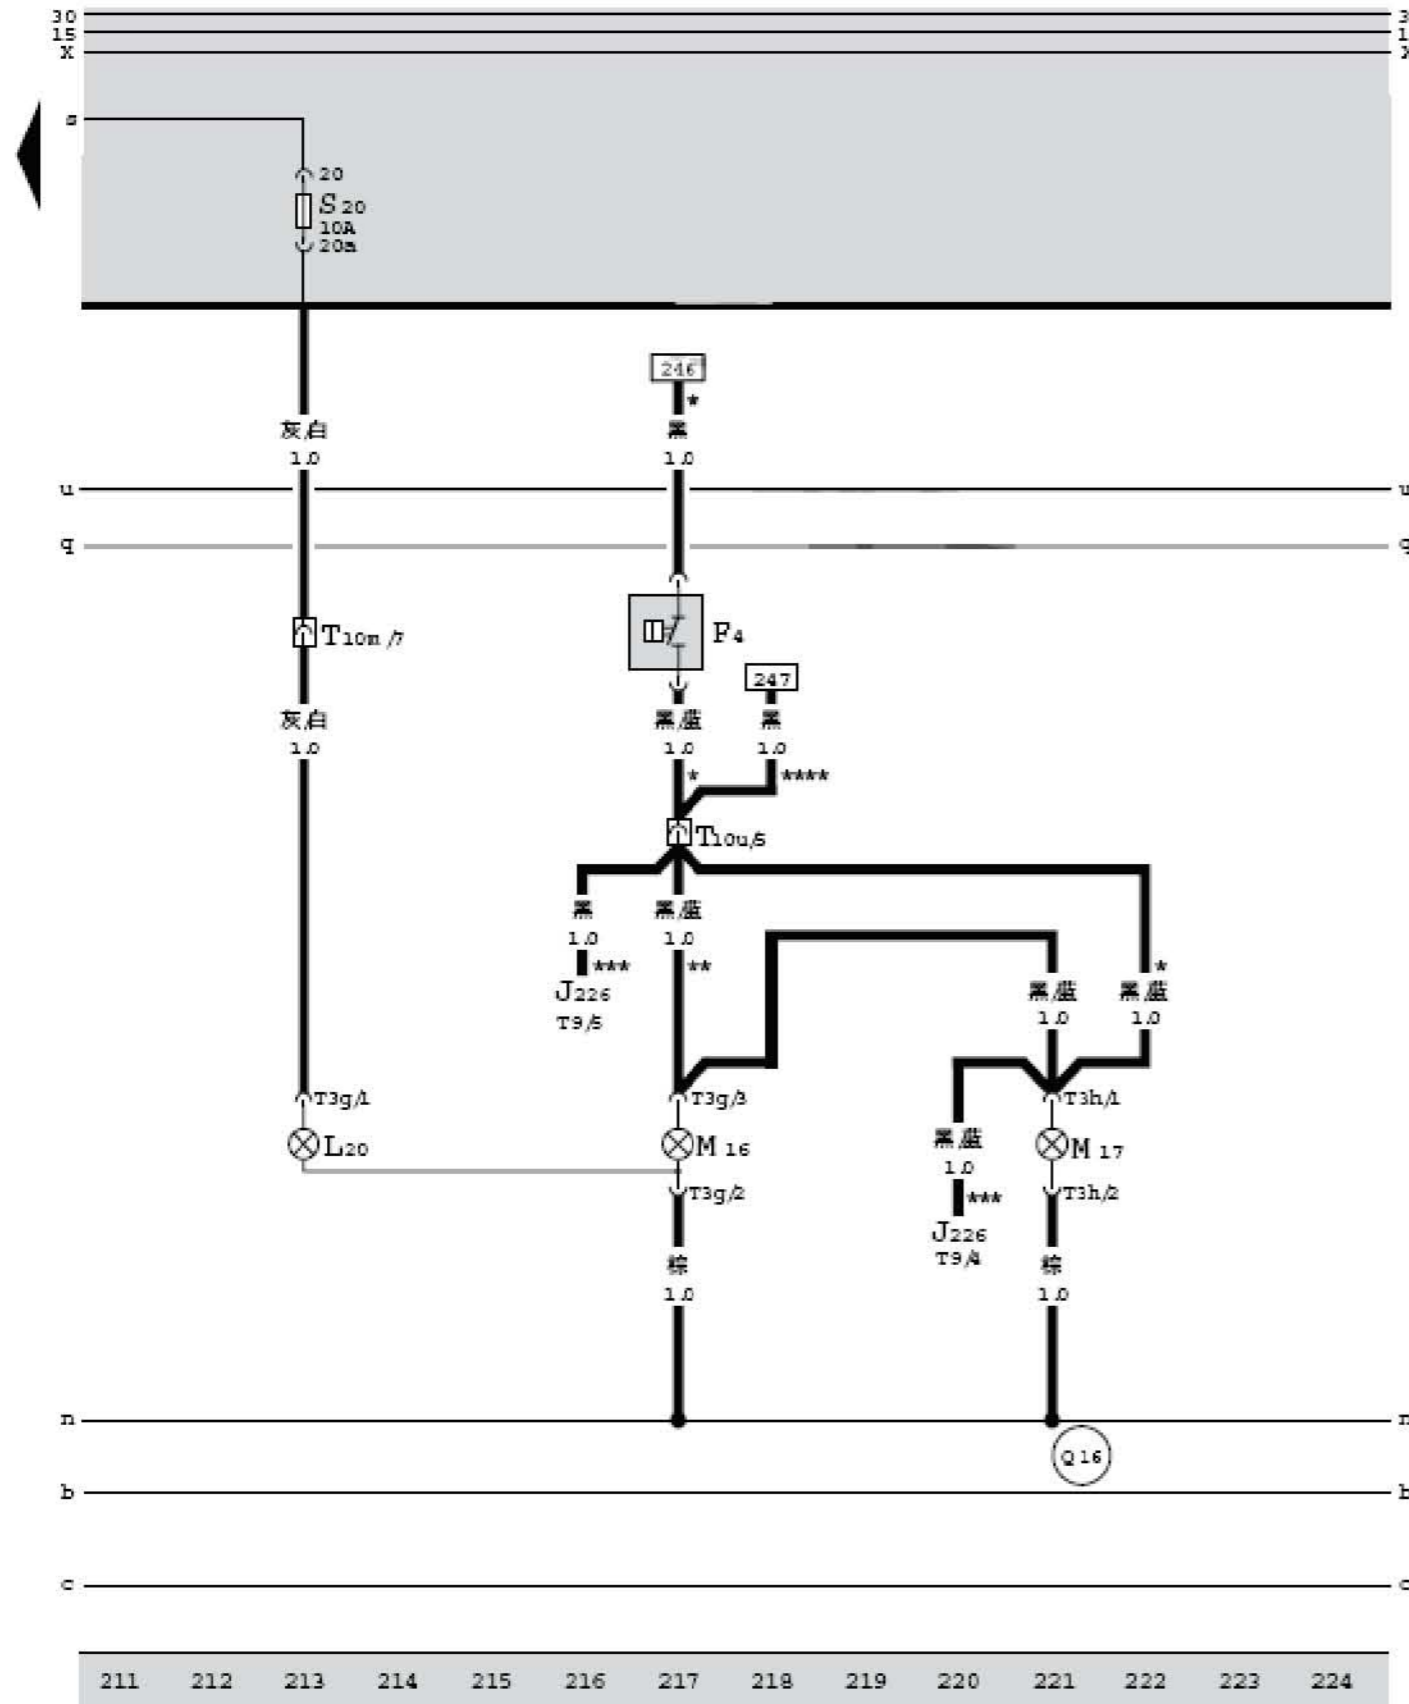 30 3
15 1
X X
s
20
S20
10A
20a
246
*
灰/白 黑
1.0 1.0
u u
q q
T10m/7 F4
247
灰/白 黑/蓝 黑
1.0 1.0 1.0
* ****
T10u/5
黑 黑/蓝
1.0 1.0
*** ** *
J226 黑/蓝 黑/蓝
T9/5 1.0 1.0
T3g/1 T3g/3 T3h/1
黑/蓝
L20 M16 M17
1.0
T3g/2 *** T3h/2
J226
T9/4
棕 棕
1.0 1.0
n n
Q16
b b
c c
211 212 213 214 215 216 217 218 219 220 221 222 223 224